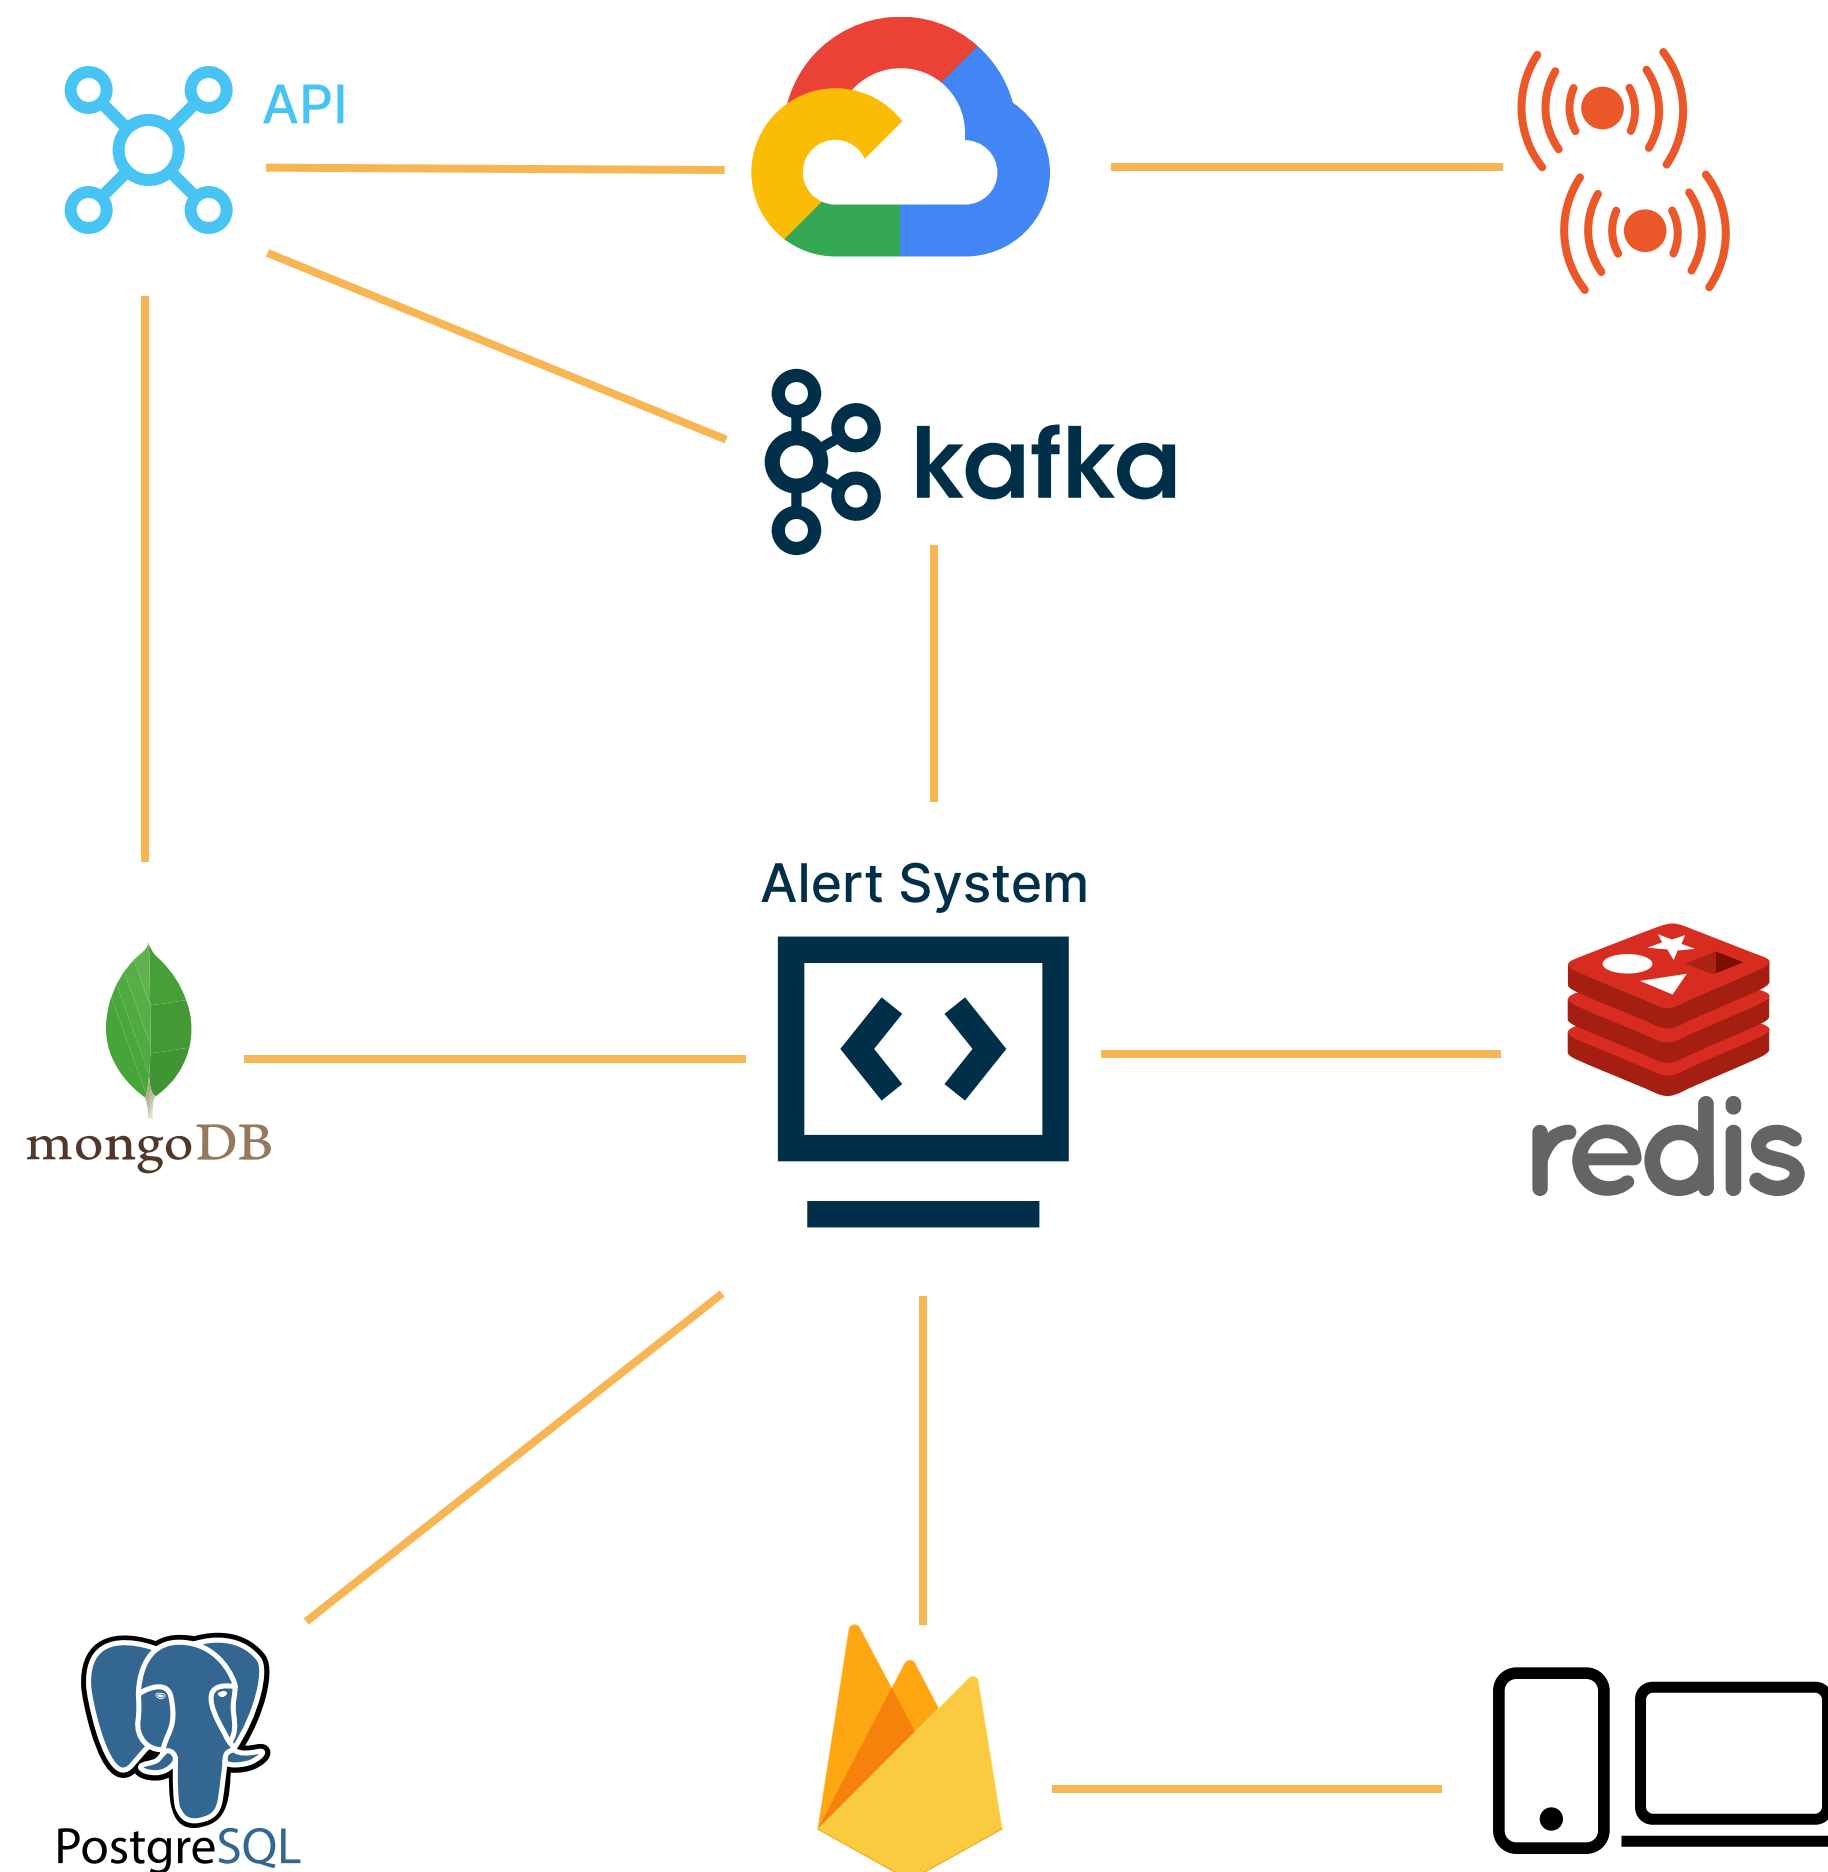 API
kafka
Alert System
mongoDB
redis
PostgreSQL